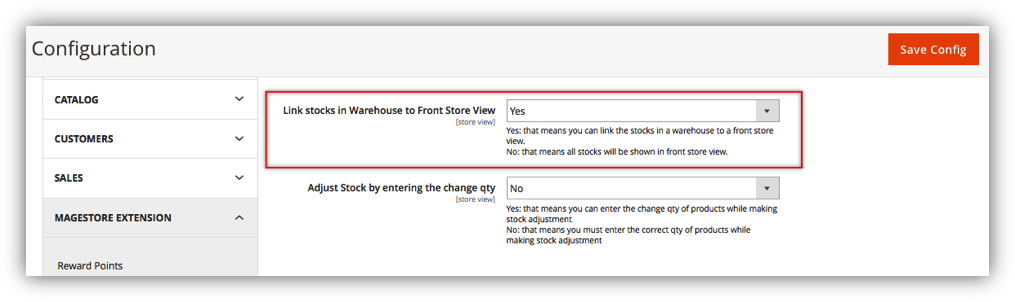 Configuration
Save Config
CATALOG
CUSTOMERS
SALES
MAGESTORE EXTENSION
Reward Points
Link stocks in Warehouse to Front Store View
[store view]
Yes
Yes: that means you can link the stocks in a warehouse to a front store
view.
No: that means all stocks will be shown in front store view.
Adjust Stock by entering the change qty
[store view]
No
Yes: that means you can enter the change qty of products while making
stock adjustment
No: that means you must enter the correct qty of products while
making stock adjustment